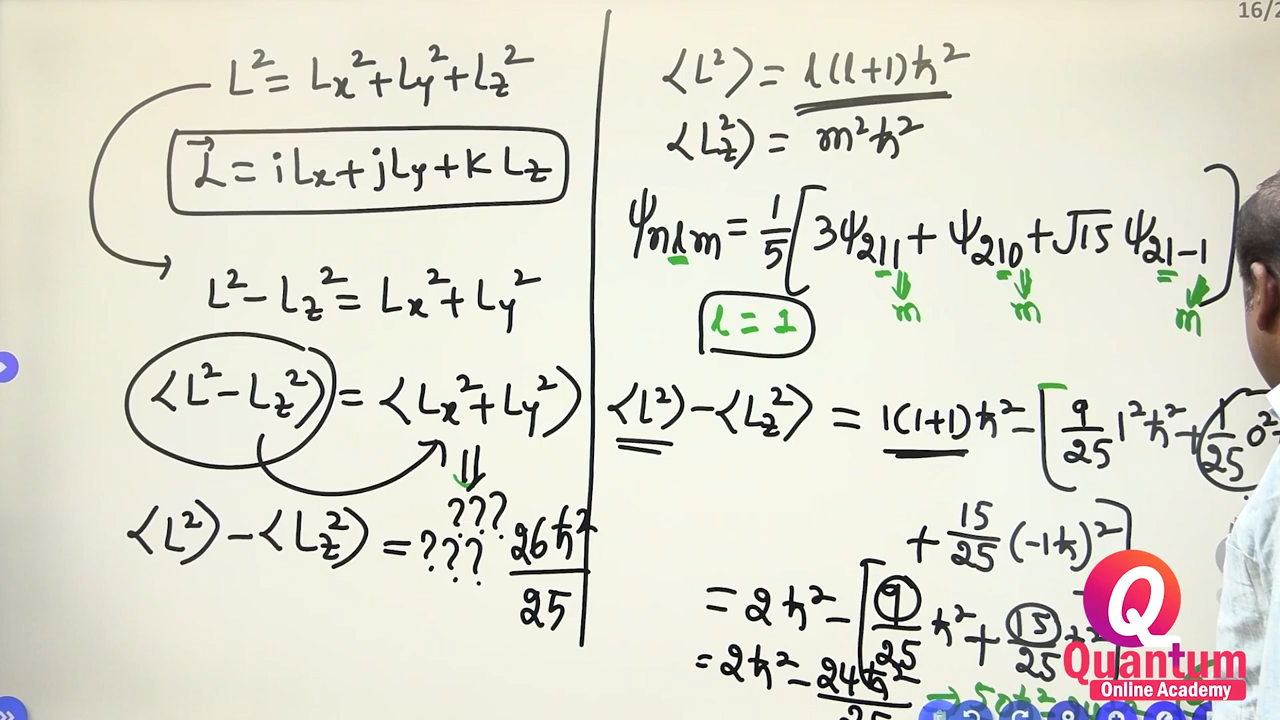 16/2
L² = Lx² + Ly² + Lz²
L⃗ = iLx + jLy + kLz
L² - Lz² = Lx² + Ly²
⟨L² - Lz²⟩ = ⟨Lx² + Ly²⟩
???
⟨L²⟩ - ⟨Lz²⟩ = ??? 26ħ²/25
⟨L²⟩ = l(l+1)ħ²
⟨Lz²⟩ = m²ħ²
ψnlm = 1/5 [3ψ211 + ψ210 + √15 ψ21-1]
m m m
l = 1
⟨L²⟩ - ⟨Lz²⟩ = 1(1+1)ħ² - [9/25 1²ħ² + 1/25 0²
+ 15/25 (-1ħ)²]
= 2ħ² - [9/25 ħ² + 15/25
= 2ħ² - 24ħ²/25
Q
Quantum
Online Academy